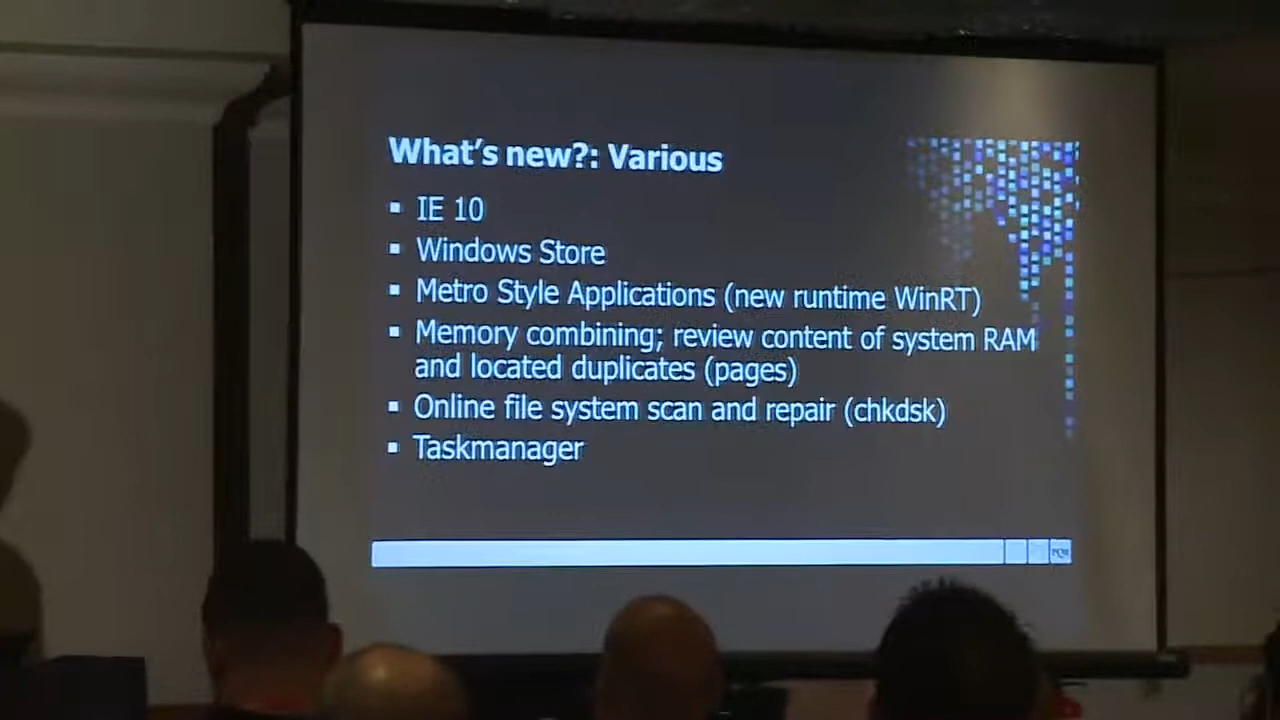 What's new?: Various
▪ IE 10
▪ Windows Store
▪ Metro Style Applications (new runtime WinRT)
▪ Memory combining; review content of system RAM
and located duplicates (pages)
▪ Online file system scan and repair (chkdsk)
▪ Taskmanager